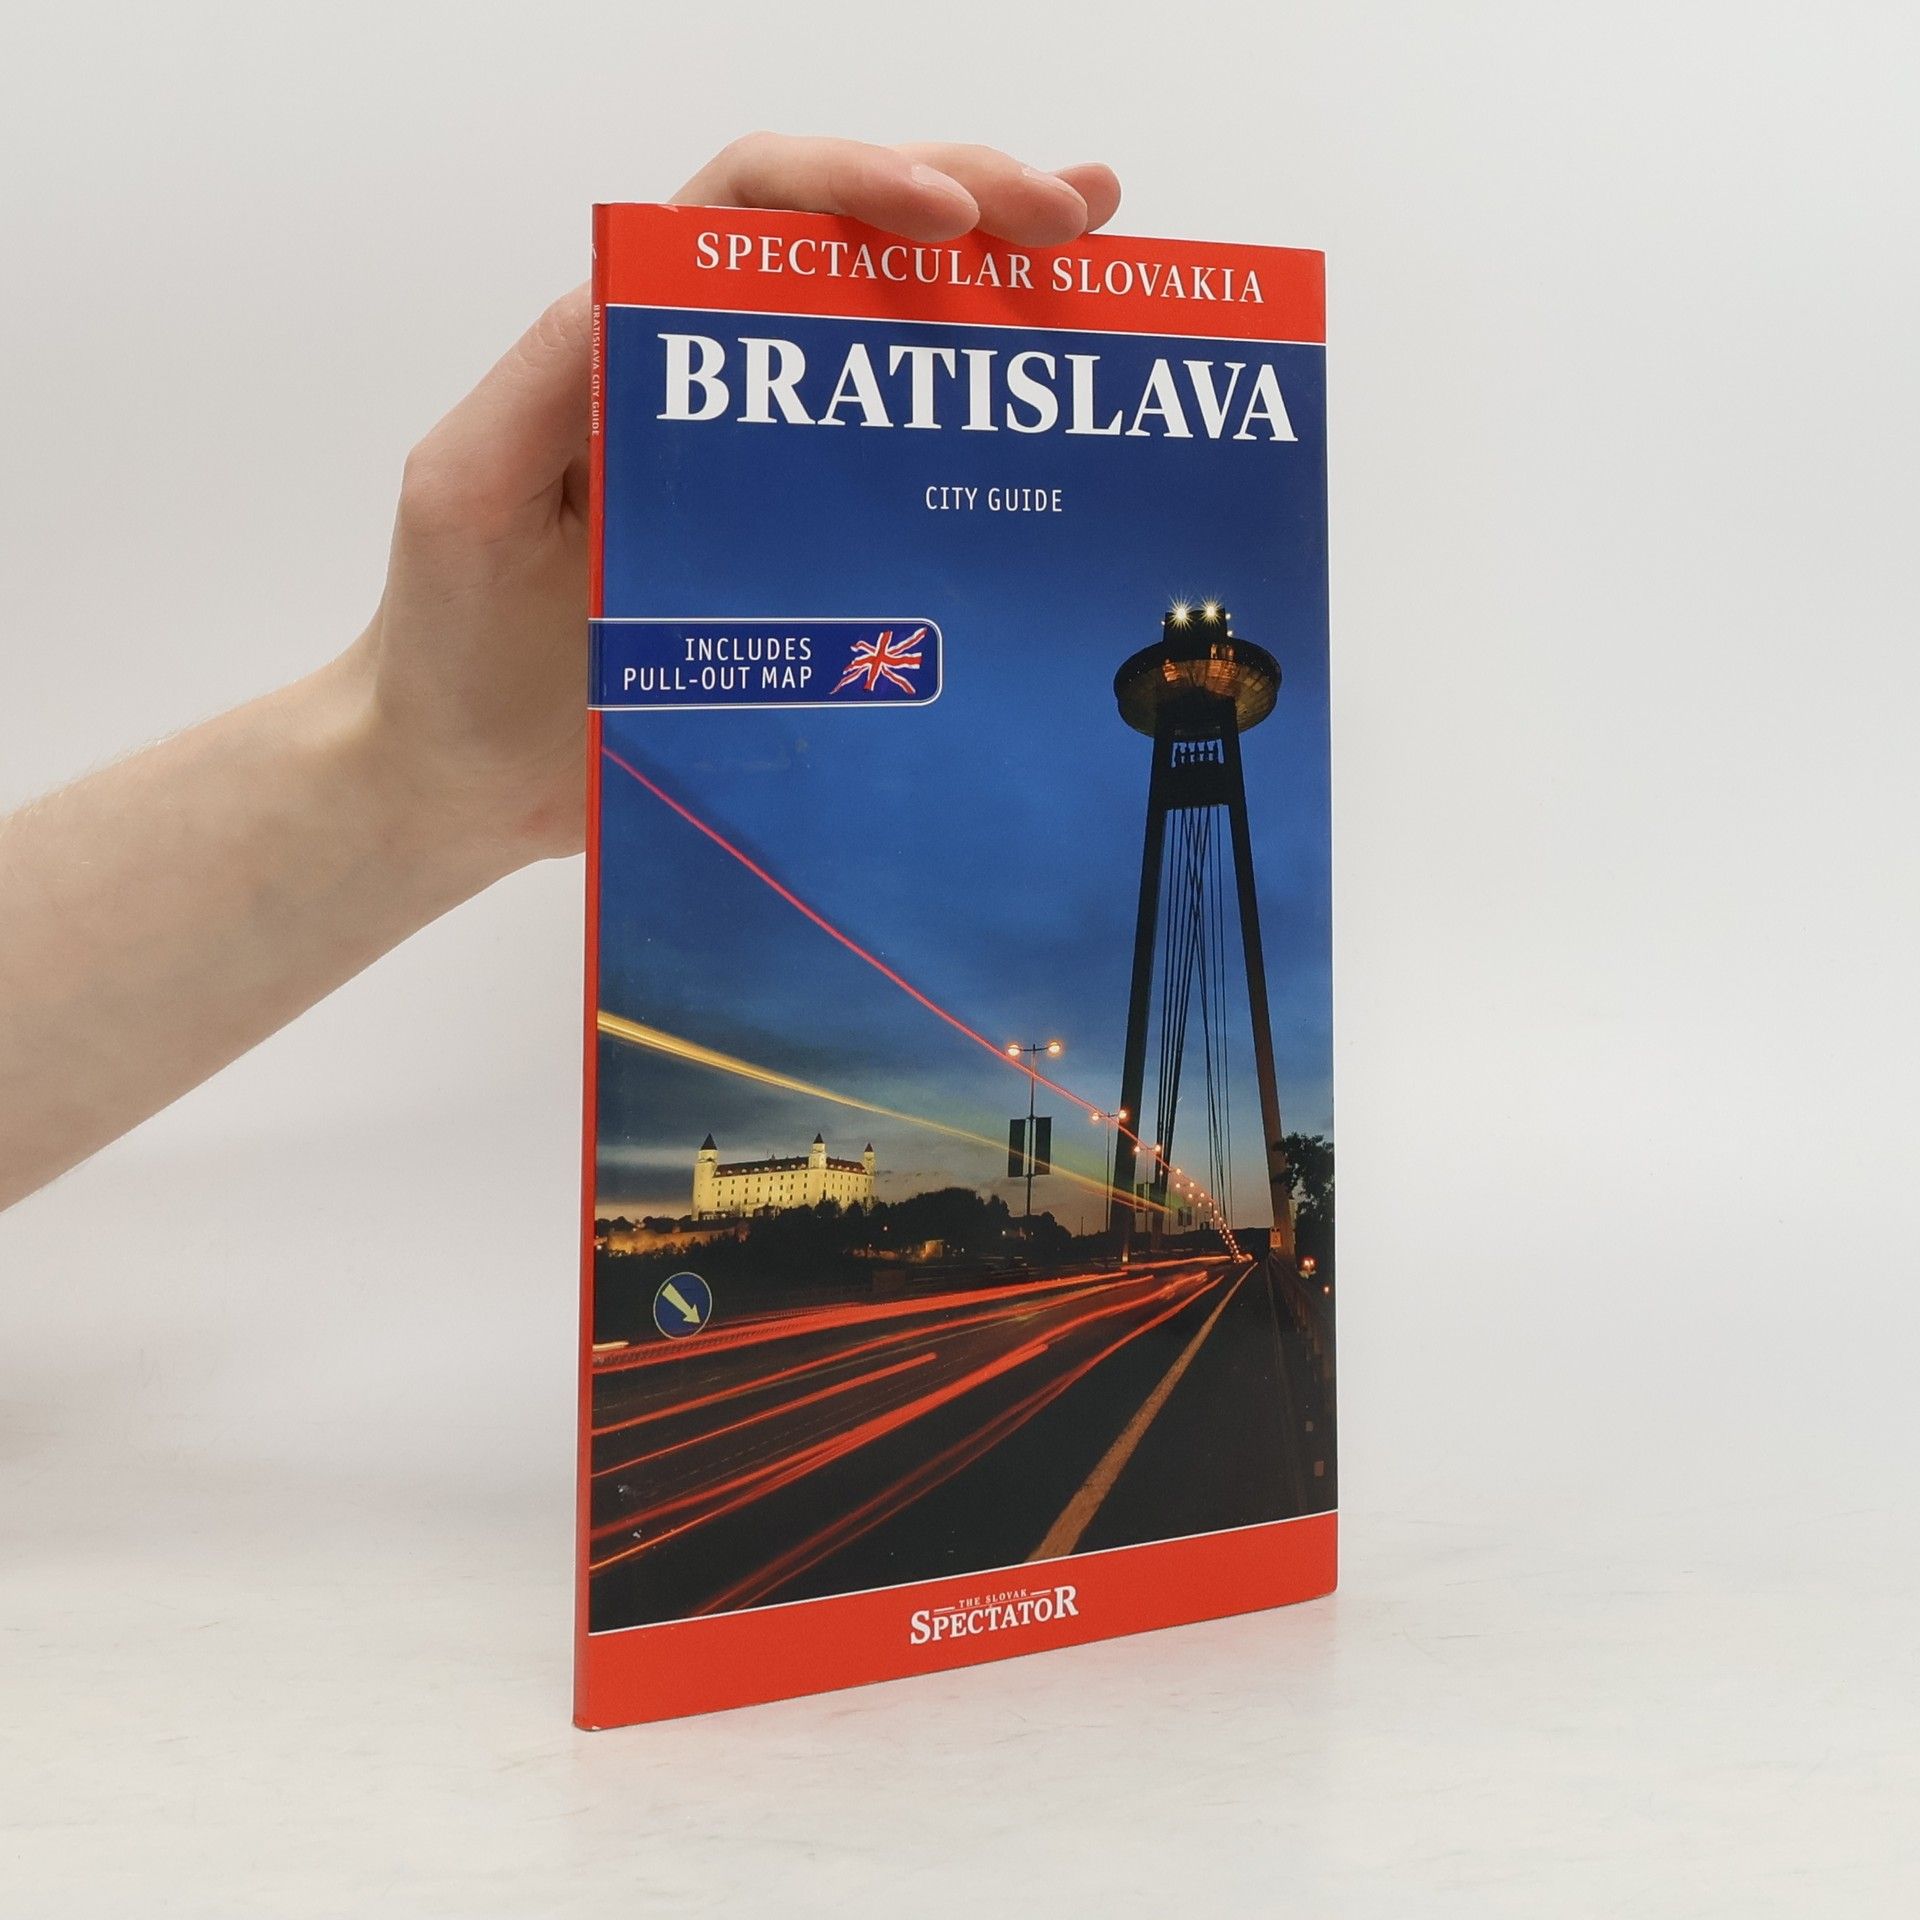 SPECTACULAR SLOVAKIA
BRATISLAVA
CITY GUIDE
INCLUDES
PULL-OUT MAP
BRATISLAVA CITY GUIDE
THE SLOVAK
SPECTATOR